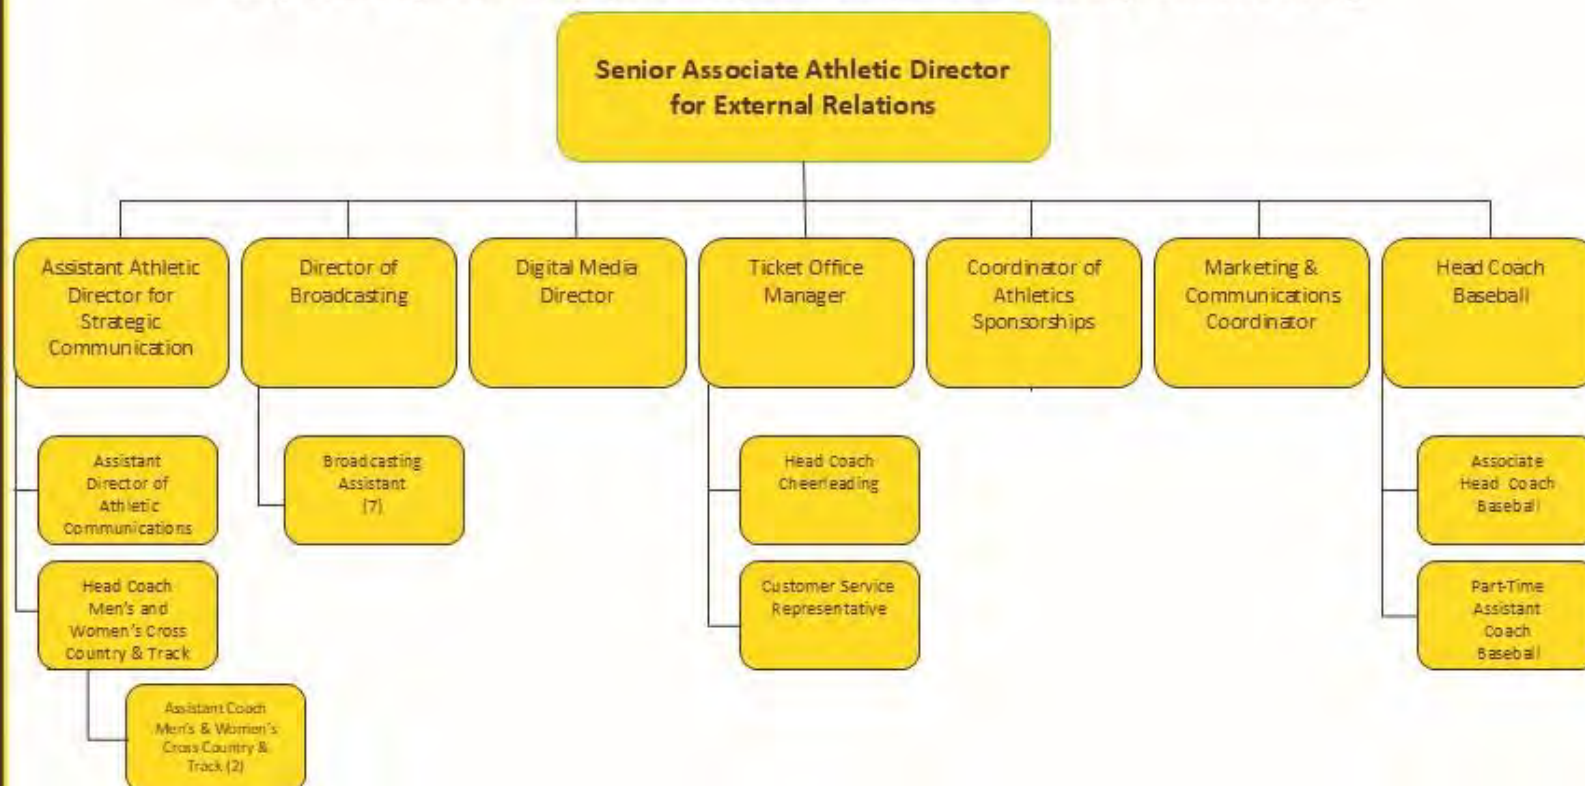 Senior Associate Athletic Director
for External Relations
Assistant Athletic
Director for
Strategic
Communication
Director of
Broadcasting
Digital Media
Director
Ticket Office
Manager
Coordinator of
Athletics
Sponsorships
Marketing &
Communications
Coordinator
Head Coach
Baseball
Assistant
Director of
Athletic
Communications
Broadcasting
Assistant
(7)
Head Coach
Cheerleading
Associate
Head Coach
Baseball
Head Coach
Men's and
Women's Cross
Country & Track
Customer Service
Representative
Part-Time
Assistant
Coach
Baseball
Assistant Coach
Men's & Women's
Cross Country &
Track (2)